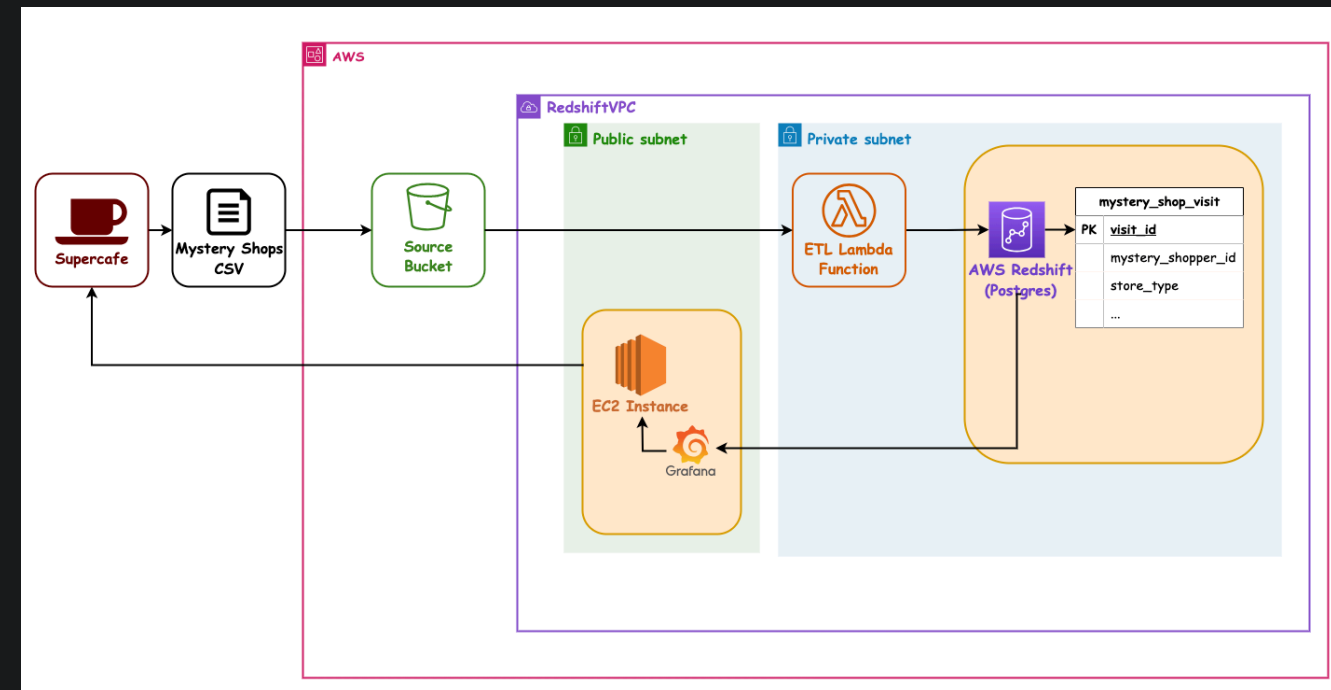 AWS
RedshiftVPC
Public subnet
Private subnet
Supercafe
Mystery Shops
CSV
Source
Bucket
ETL Lambda
Function
AWS Redshift
(Postgres)
mystery_shop_visit
PK visit_id
mystery_shopper_id
store_type
...
EC2 Instance
Grafana